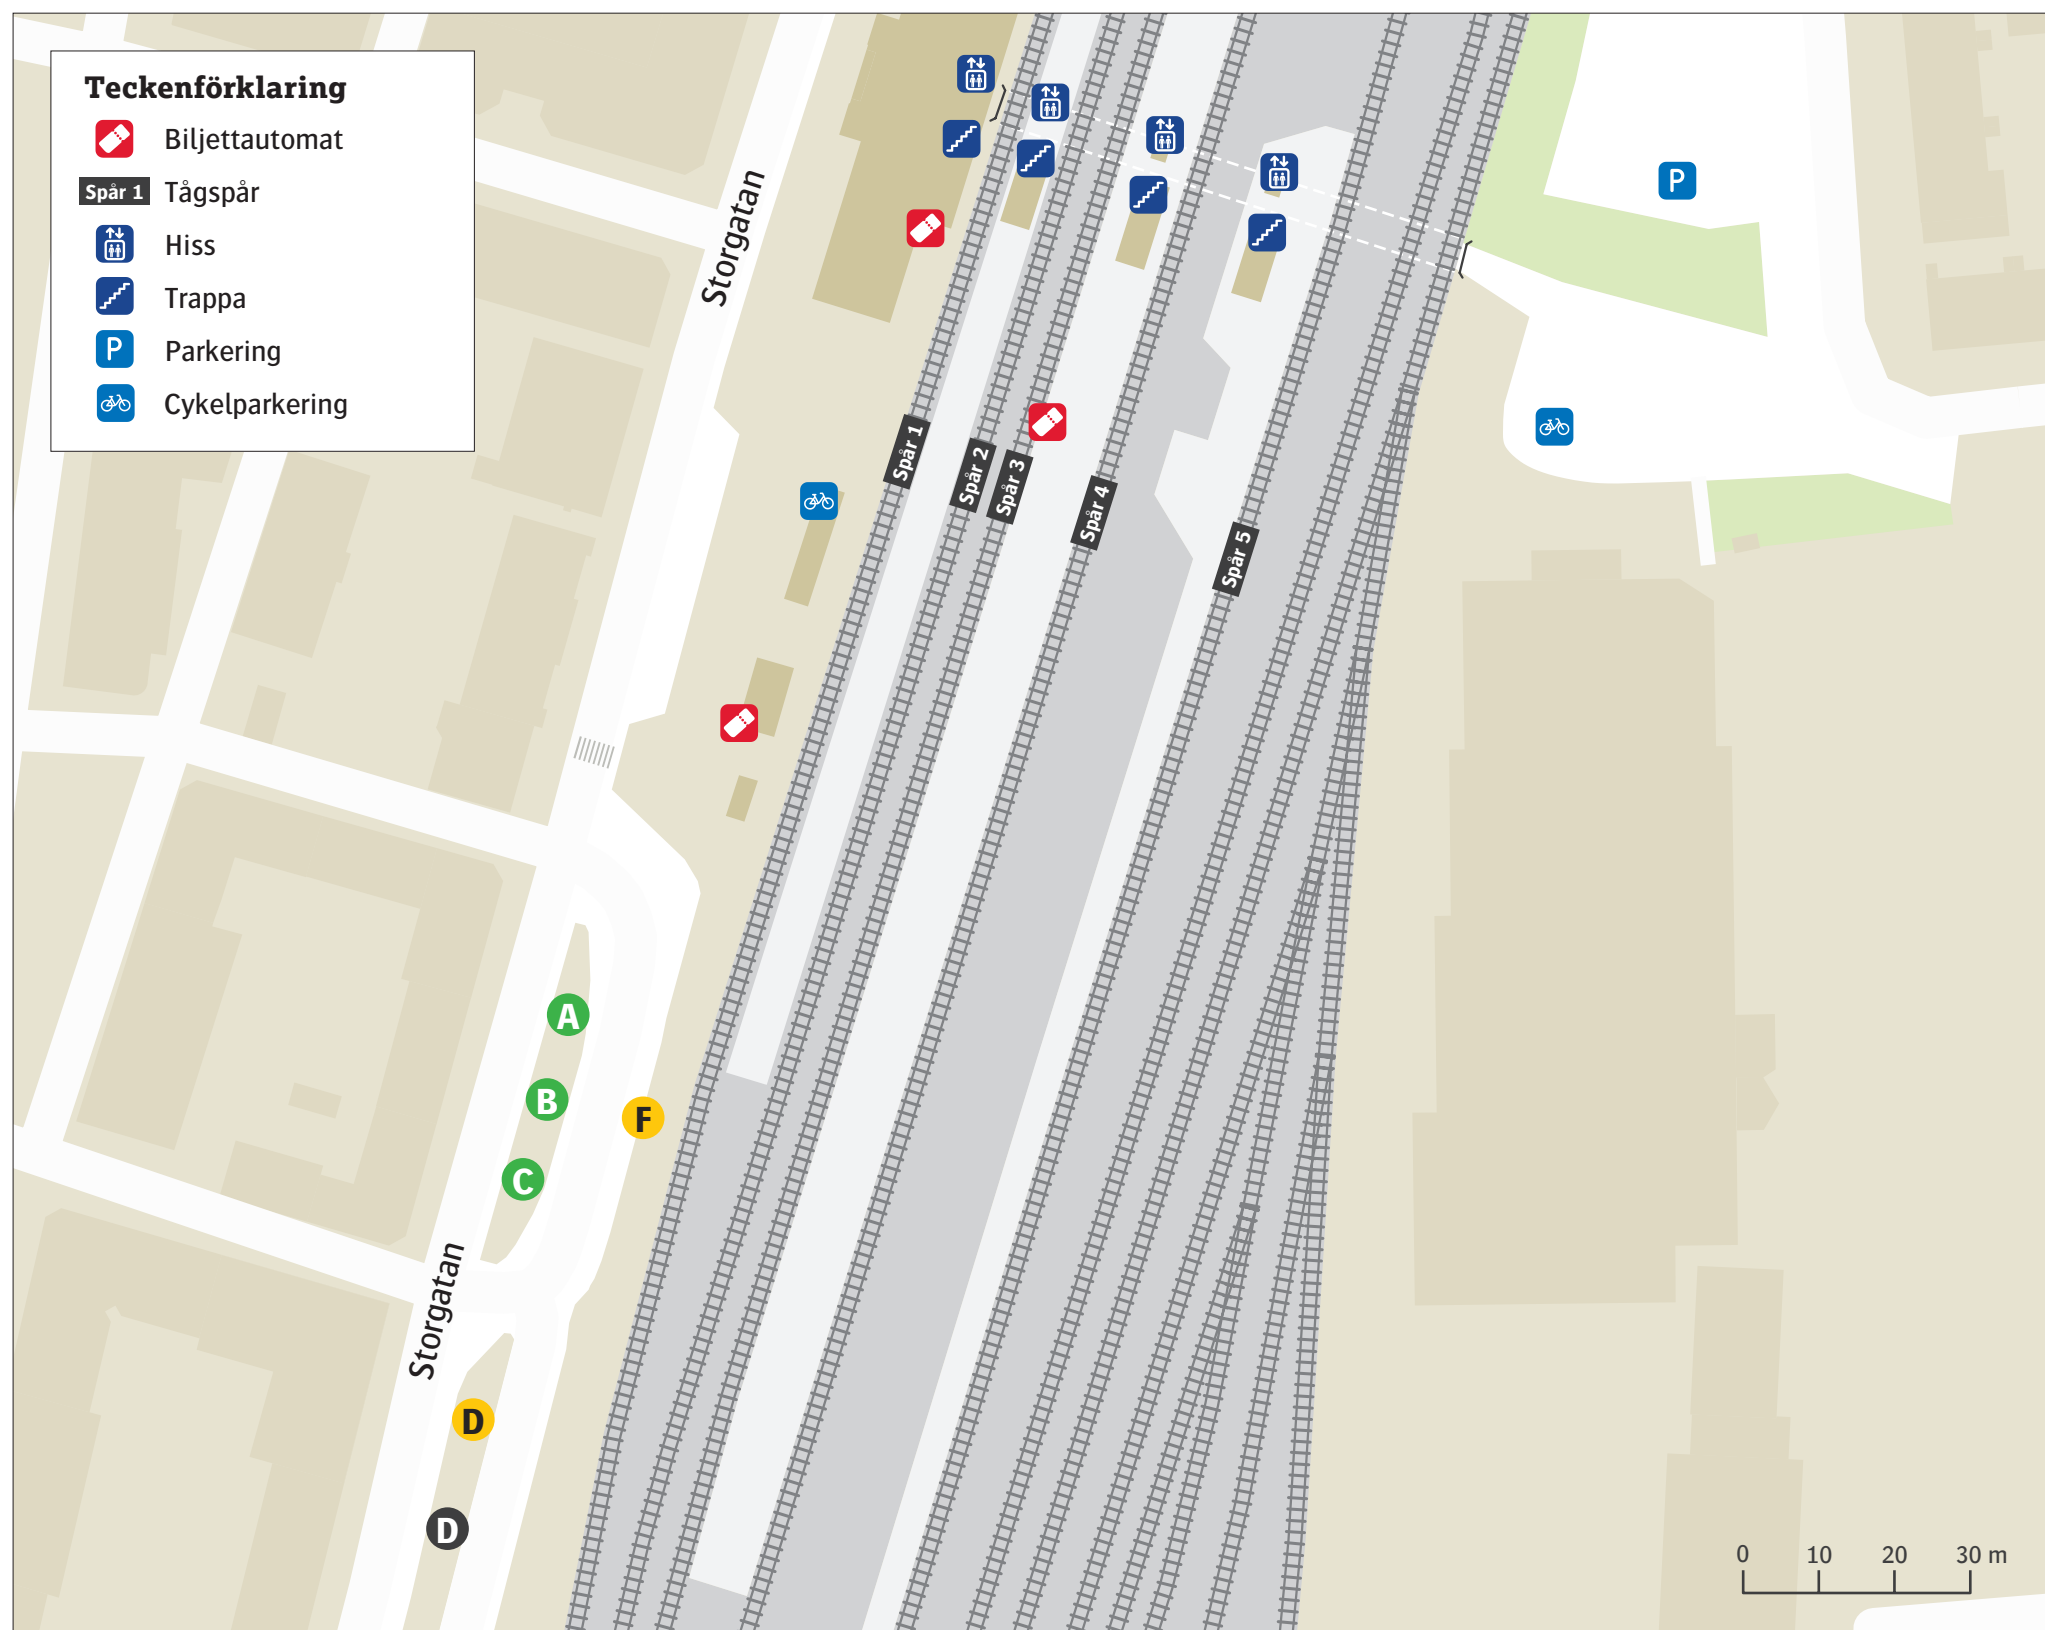 Teckenförklaring
Biljettautomat
Spår 1 Tågspår
Hiss
Trappa
P Parkering
Cykelparkering
Storgatan
P
Spår 1
Spår 2
Spår 3
Spår 4
Spår 5
A
B
F
C
Storgatan
D
D
0 10 20 30 m